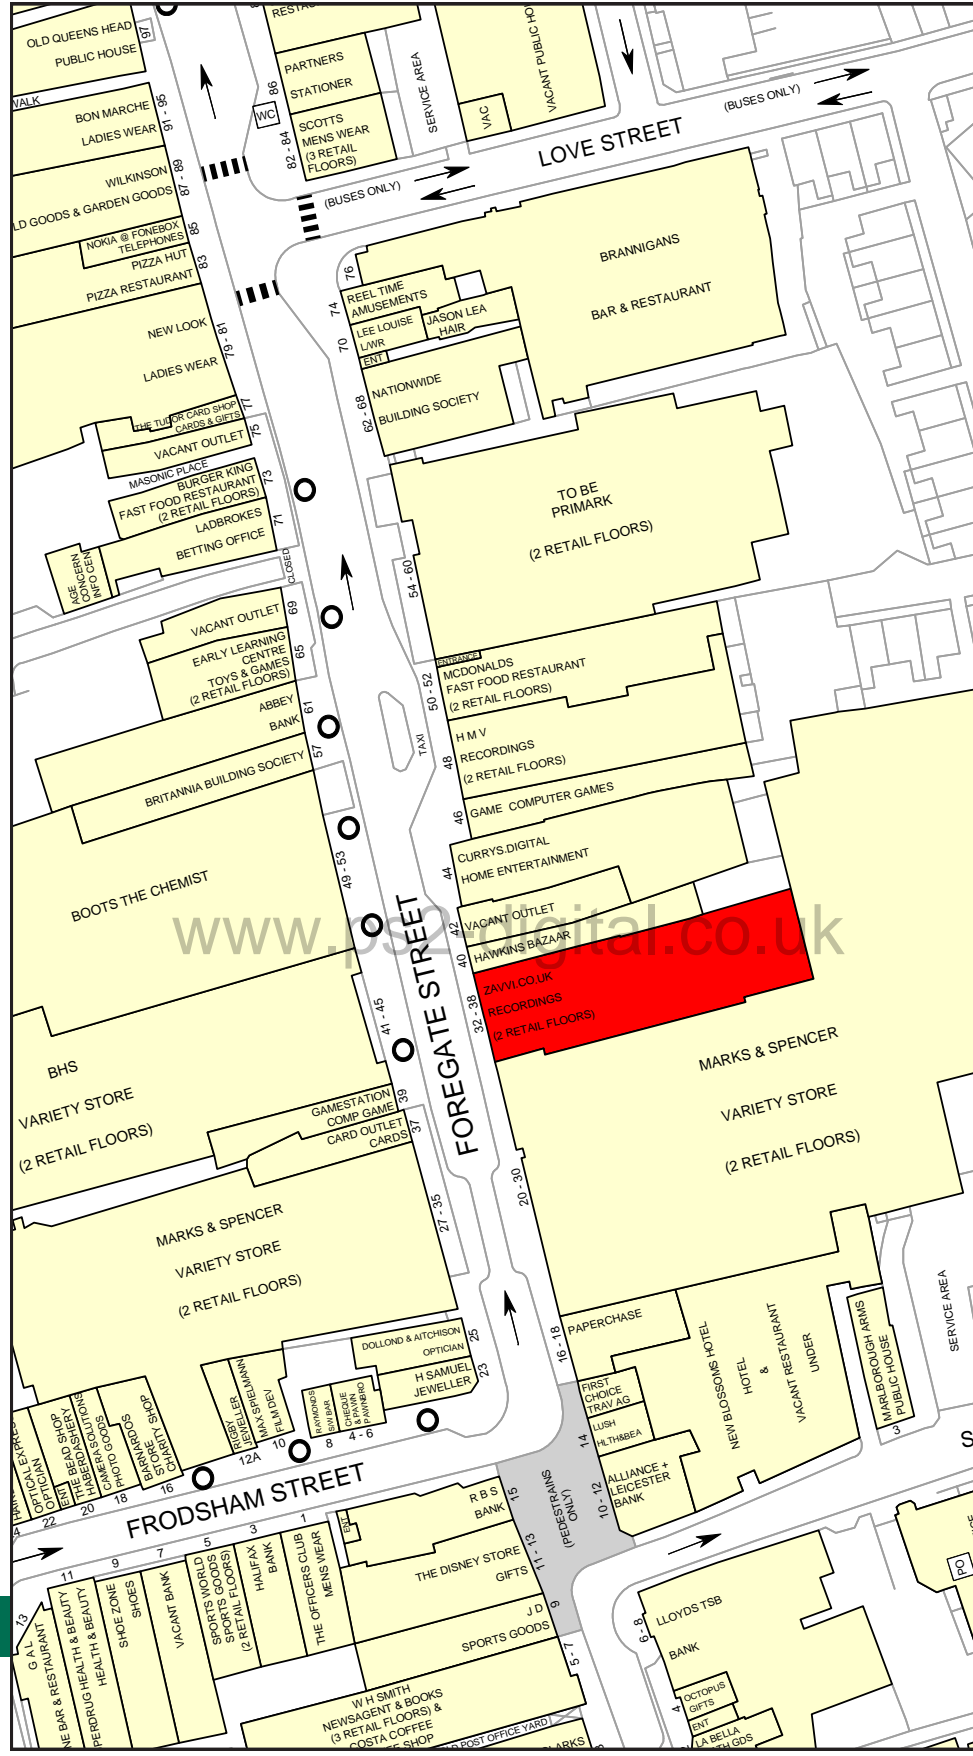 OLD QUEENS HEAD
PUBLIC HOUSE
97
WALK
BON MARCHE
LADIES WEAR
91 - 95
WILKINSON
LD GOODS & GARDEN GOODS
87 - 89
NOKIA @ FONEBOX
TELEPHONES
85
PIZZA HUT
PIZZA RESTAURANT
83
NEW LOOK
LADIES WEAR
79 - 81
THE TUDOR CARD SHOP
CARDS & GIFTS
77
VACANT OUTLET
75
MASONIC PLACE
BURGER KING
FAST FOOD RESTAURANT
(2 RETAIL FLOORS)
73
LADBROKES
BETTING OFFICE
71
AGE
CONCERN
INFO CEN
CLOSED
VACANT OUTLET
69
EARLY LEARNING
CENTRE
TOYS & GAMES
(2 RETAIL FLOORS)
65
ABBEY
BANK
61
BRITANNIA BUILDING SOCIETY
57
BOOTS THE CHEMIST
49 - 53
BHS
VARIETY STORE
(2 RETAIL FLOORS)
41 - 45
GAMESTATION
COMP GAME
39
CARD OUTLET
CARDS
37
MARKS & SPENCER
VARIETY STORE
(2 RETAIL FLOORS)
27 - 35
DOLLOND & AITCHISON
OPTICIAN
25
H SAMUEL
JEWELLER
23
PARTNERS
STATIONER
86
WC
SCOTTS
MENS WEAR
(3 RETAIL
FLOORS)
82 - 84
SERVICE AREA
VAC
VACANT PUBLIC HO
LOVE STREET
(BUSES ONLY)
(BUSES ONLY)
BRANNIGANS
BAR & RESTAURANT
76
REEL TIME
AMUSEMENTS
74
LEE LOUISE
L/WR
JASON LEA
HAIR
70
ENT
NATIONWIDE
BUILDING SOCIETY
62 - 68
TO BE
PRIMARK
(2 RETAIL FLOORS)
54 - 60
ENTRANCE
MCDONALDS
FAST FOOD RESTAURANT
(2 RETAIL FLOORS)
50 - 52
TAXI
H M V
RECORDINGS
(2 RETAIL FLOORS)
48
GAME COMPUTER GAMES
46
CURRYS.DIGITAL
HOME ENTERTAINMENT
44
VACANT OUTLET
42
HAWKINS BAZAAR
40
www.ps2-digital.co.uk
ZAVVI.CO.UK
RECORDINGS
(2 RETAIL FLOORS)
32 - 38
FOREGATE STREET
MARKS & SPENCER
VARIETY STORE
(2 RETAIL FLOORS)
20 - 30
PAPERCHASE
16 - 18
FIRST
CHOICE
TRAV AG
LUSH
HLTH&BEA
14
ALLIANCE +
LEICESTER
BANK
10 - 12
NEW BLOSSOMS HOTEL
HOTEL
&
VACANT RESTAURANT
UNDER
MARLBOROUGH ARMS
PUBLIC HOUSE
3
SERVICE AREA
S
(PEDESTRIANS
ONLY)
OPTICAL EXPRES
OPTICIAN
22
ENT
THE BEAD SHOP
THE HABERDASHERY
20
CAMERA SOLUTIONS
PHOTO GOODS
18
BARNARDOS
STORE
CHARITY SHOP
16
RIGBY
JEWELLER
12A
MAX SPIELMANN
FILM DEV
10
RAYMONDS
S/W BAR
8
CHEQUE
& PAWN
PAWNBRO
4 - 6
FRODSHAM STREET
13
G A L
NE BAR & RESTAURANT
11
PERDRUG HEALTH & BEAUTY
HEALTH & BEAUTY
9
SHOE ZONE
SHOES
7
VACANT BANK
5
SPORTS WORLD
SPORTS GOODS
(2 RETAIL FLOORS)
3
HALIFAX
BANK
1
THE OFFICERS CLUB
MENS WEAR
ENT
R B S
BANK
15
THE DISNEY STORE
GIFTS
11 - 13
J D
SPORTS GOODS
9
W H SMITH
NEWSAGENT & BOOKS
(3 RETAIL FLOORS) &
COSTA COFFEE
5 - 7
LD POST OFFICE YARD
LLOYDS TSB
BANK
6 - 8
OCTOPUS
GIFTS
4
ENT
LA BELLA
PO